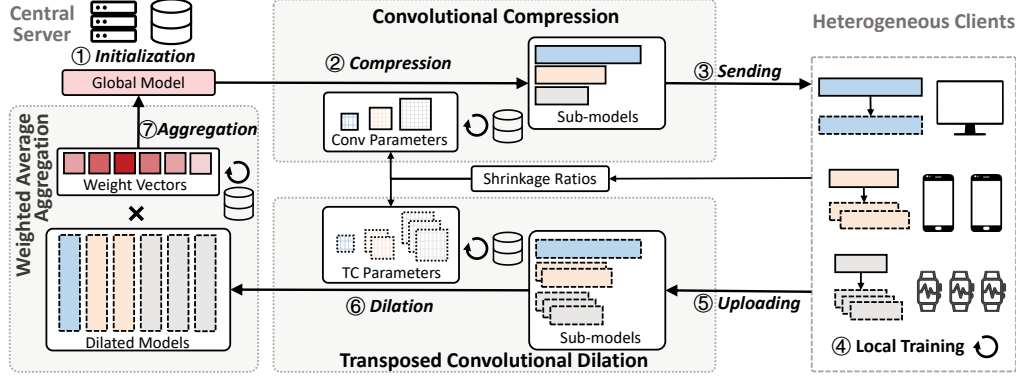 Central
Server
① Initialization
Global Model
⑦Aggregation
Weight Vectors
×
Dilated Models
Weighted Average
Aggregation
Convolutional Compression
② Compression
Conv Parameters
Sub-models
③ Sending
Shrinkage Ratios
TC Parameters
Sub-models
⑥ Dilation
⑤ Uploading
Transposed Convolutional Dilation
Heterogeneous Clients
④ Local Training